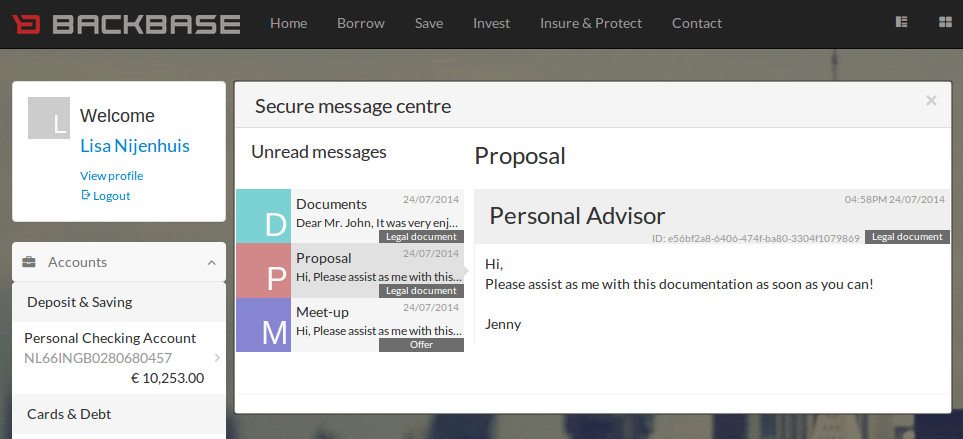 BACKBASE Home Borrow Save Invest Insure & Protect Contact
L
Welcome
Lisa Nijenhuis
View profile
Logout
Accounts
Deposit & Saving
Personal Checking Account
NL66INGB0280680457
€ 10,253.00
Cards & Debt
Secure message centre ×
Unread messages
D
Documents 24/07/2014
Dear Mr. John, It was very enj...
Legal document
P
Proposal 24/07/2014
Hi, Please assist as me with this...
Legal document
M
Meet-up 24/07/2014
Hi, Please assist as me with this...
Offer
Proposal
04:58PM 24/07/2014
Personal Advisor
ID: e56bf2a8-6406-474f-ba80-3304f1079869 Legal document
Hi,
Please assist as me with this documentation as soon as you can!
Jenny